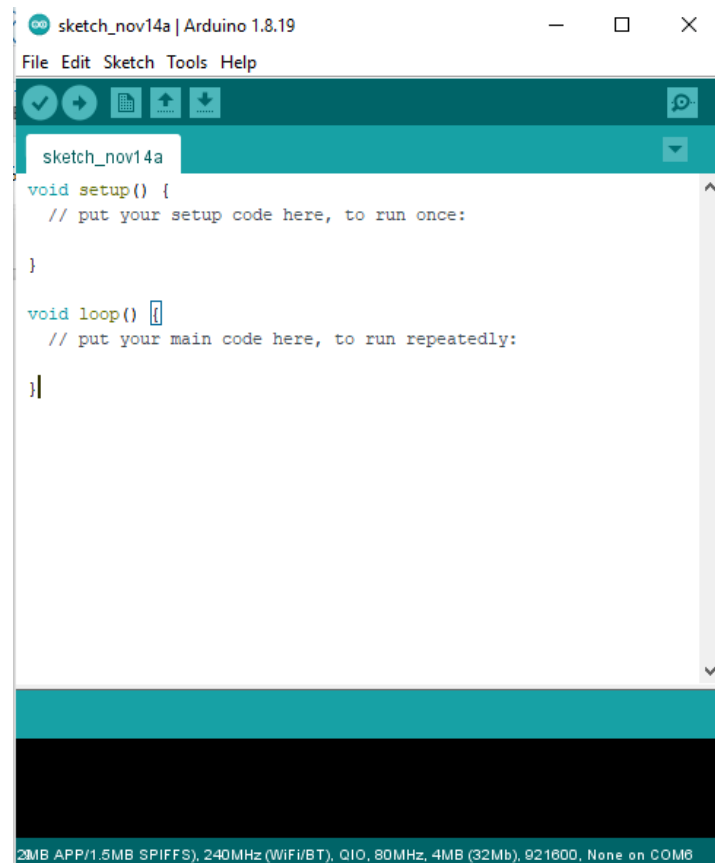 sketch_nov14a | Arduino 1.8.19
File Edit Sketch Tools Help
sketch_nov14a
void setup() {
// put your setup code here, to run once:
}
void loop() {
// put your main code here, to run repeatedly:
}
MB APP/1.5MB SPIFFS), 240MHz (WiFi/BT), QIO, 80MHz, 4MB (32Mb), 921600, None on COM6